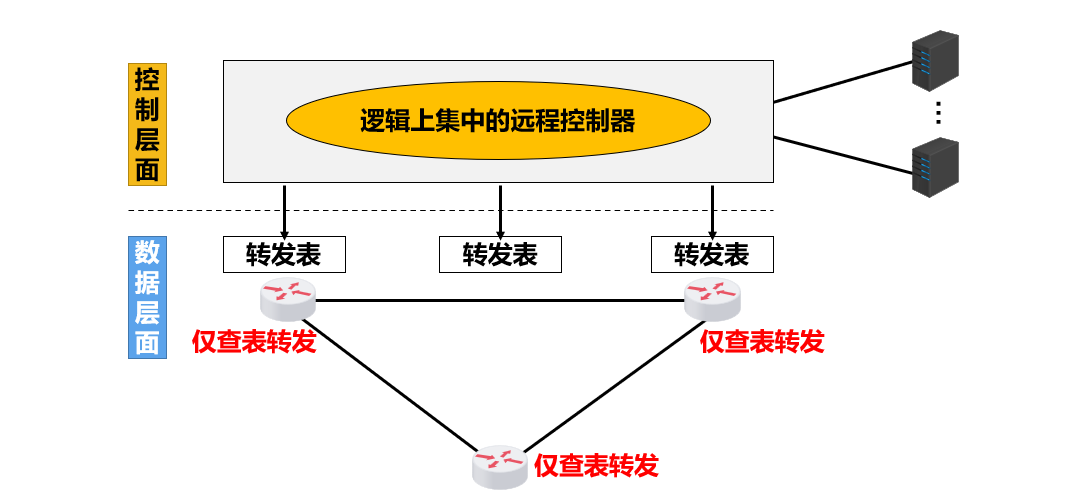 控制层面
逻辑上集中的远程控制器
数据层面
转发表
转发表
转发表
仅查表转发
仅查表转发
仅查表转发